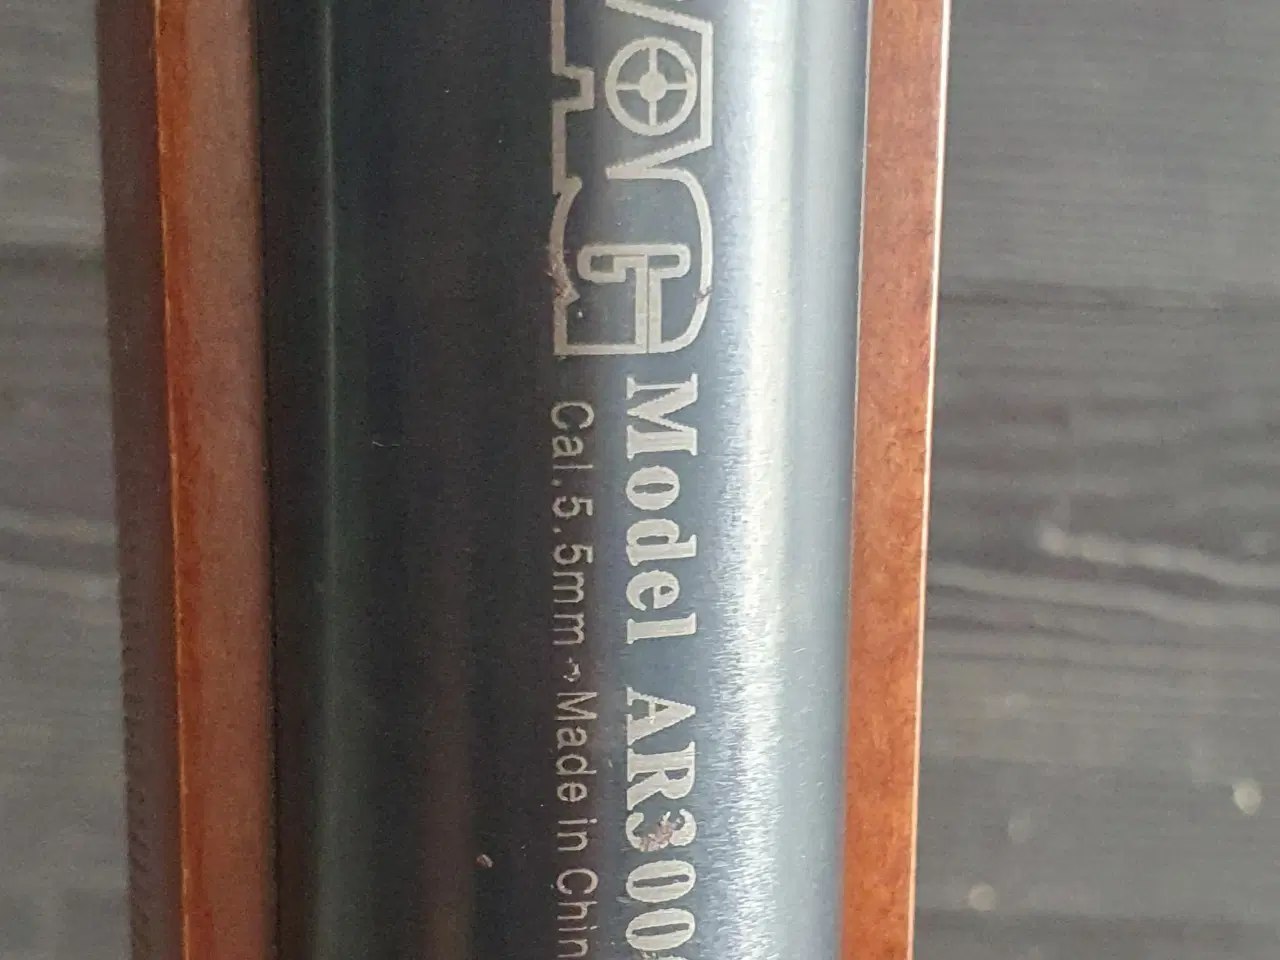 Model AR300
Cal. 5.5mm Made in Chin